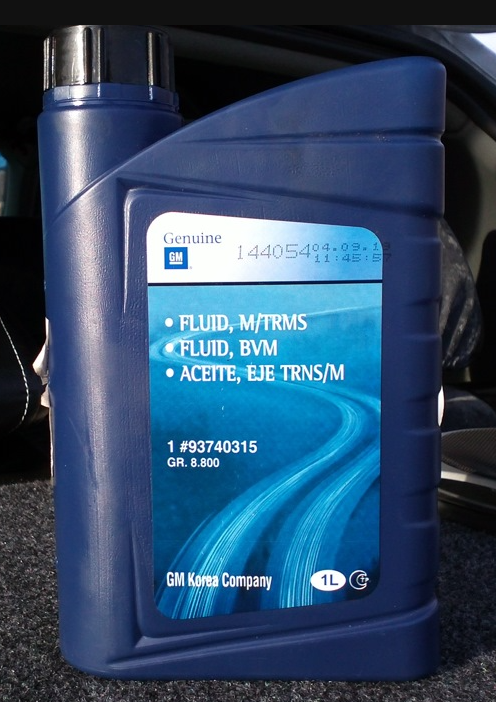 Genuine
GM
144054 04.09.13
11:45:57
• FLUID, M/TRMS
• FLUID, BVM
• ACEITE, EJE TRNS/M
1 #93740315
GR. 8.800
GM Korea Company
1L